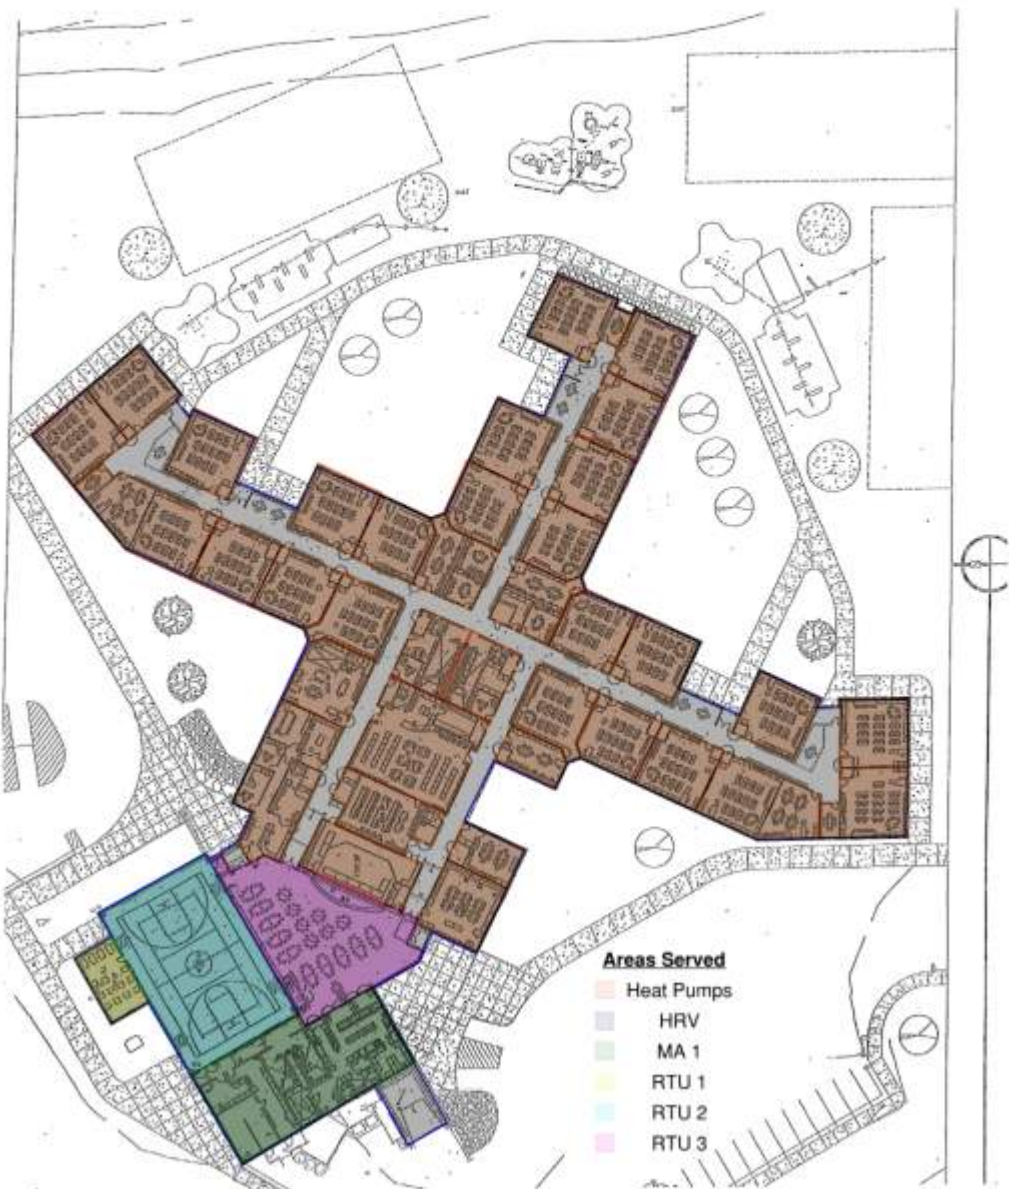 Areas Served
Heat Pumps
HRV
MA 1
RTU 1
RTU 2
RTU 3